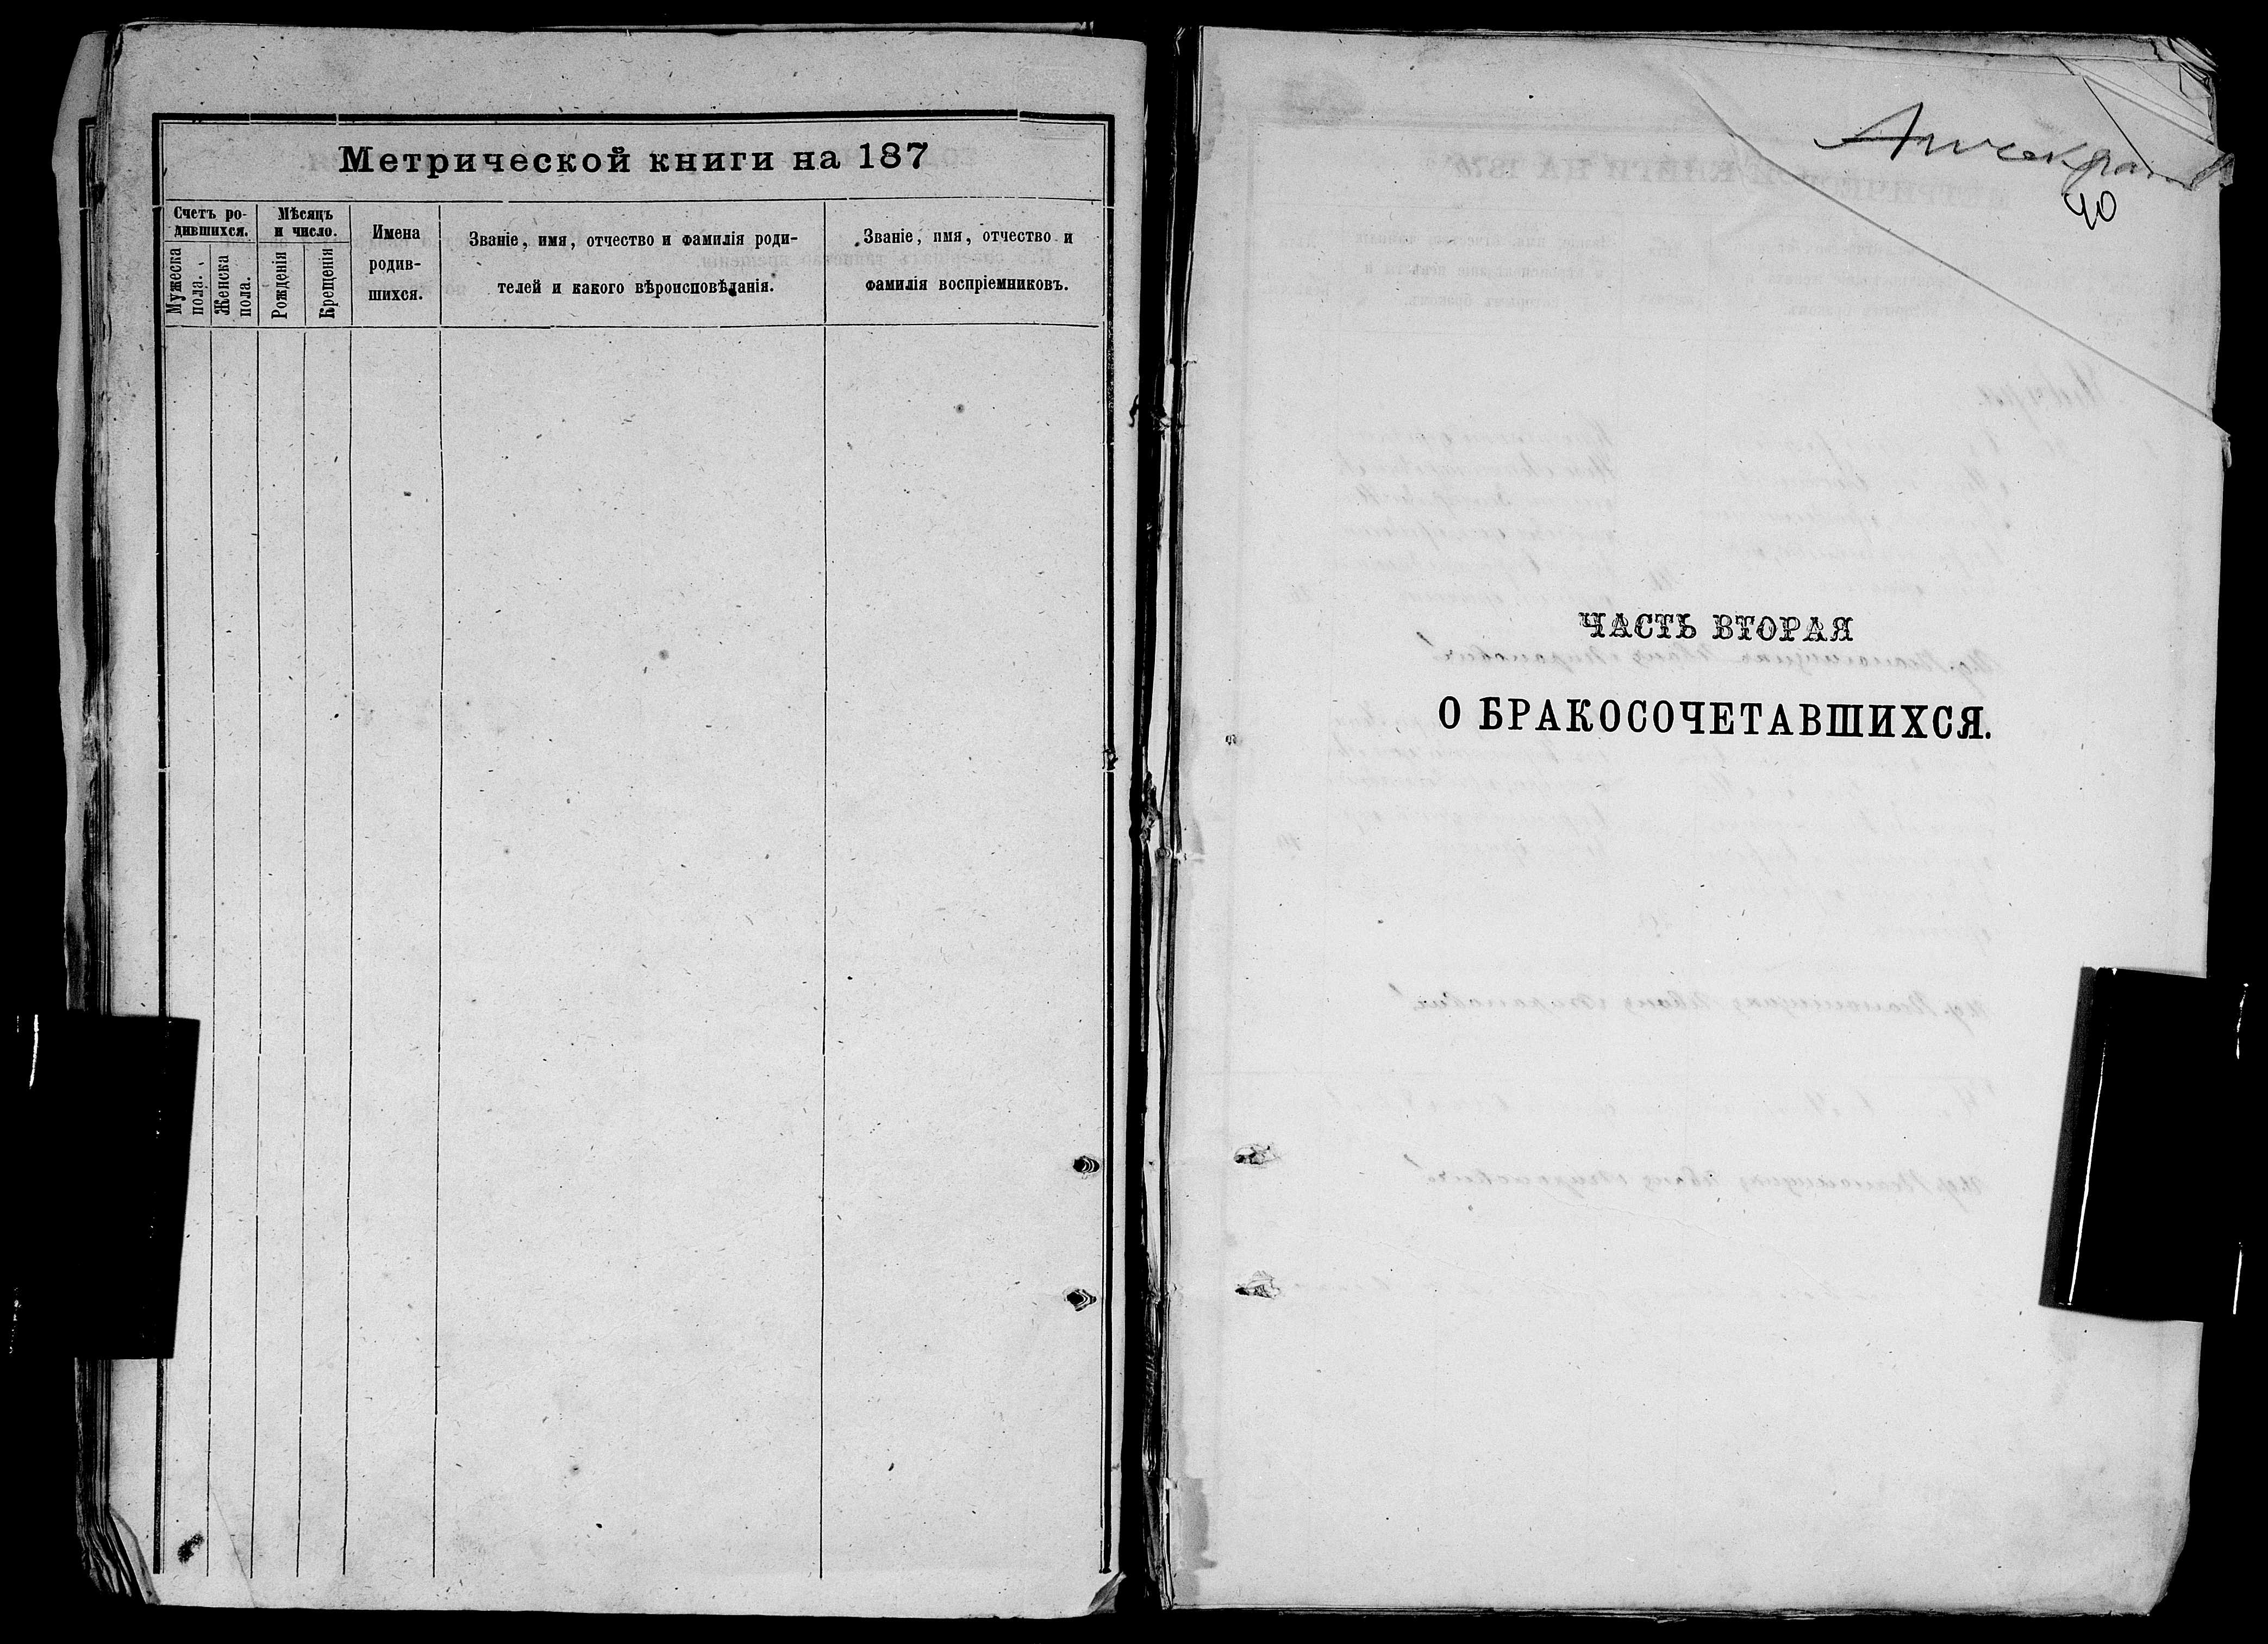 Метрической книги на 187
Счетъ ро-
дившихся.
Мужеска
пола.
Женска
пола.
Мѣсяцъ
и число.
Рожденія
Крещенія
Имена
родив-
шихся.
Званіе, имя, отчество и фамилія роди-
телей и какого вѣроисповѣданія.
Званіе, имя, отчество и
фамилія воспріемниковъ.
40
ЧАСТЬ ВТОРАЯ
О БРАКОСОЧЕТАВШИХСЯ.